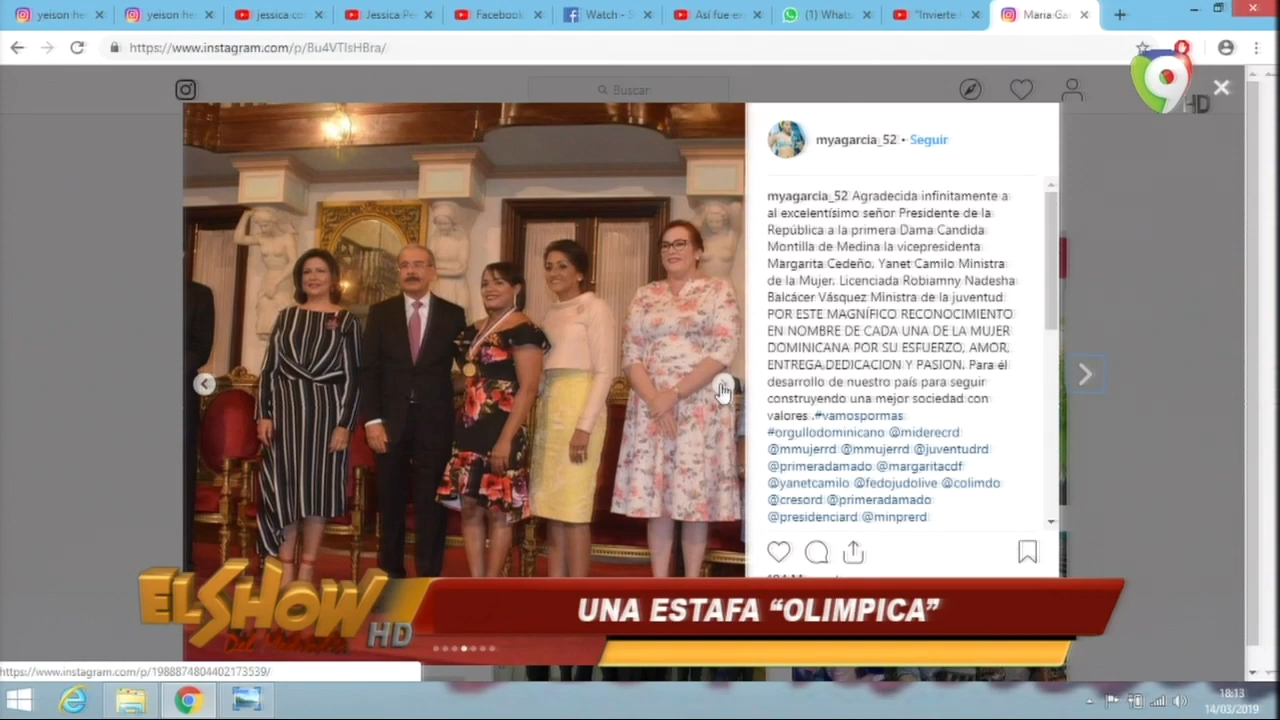 yeison he
yeison he
jessica co
Jessica Pe
Facebook
Watch - S
Así fue e
(1) Whats
"Invierte
Maria Ga
https://www.instagram.com/p/Bu4VTlsHBra/
Buscar
HD
myagarcia_52 • Seguir
myagarcia_52 Agradecida infinitamente a
al excelentísimo señor Presidente de la
República a la primera Dama Candida
Montilla de Medina la vicepresidenta
Margarita Cedeño, Yanet Camilo Ministra
de la Mujer, Licenciada Robiamny Nadesha
Balcácer Vásquez Ministra de la juventud
POR ESTE MAGNÍFICO RECONOCIMIENTO
EN NOMBRE DE CADA UNA DE LA MUJER
DOMINICANA POR SU ESFUERZO, AMOR,
ENTREGA DEDICACION Y PASION. Para él
desarrollo de nuestro país para seguir
construyendo una mejor sociedad con
valores .#vamospormas
#orgullodominicano @miderecrd
@mmujerrd @mmujerrd @juventudrd
@primeradamado @margaritacdf
@yanetcamilo @fedojudolive @colimdo
@cresord @primeradamado
@presidenciard @minprerd
EL SHOW
Del Mediodía
HD
UNA ESTAFA “OLIMPICA”
https://www.instagram.com/p/1988874804402173539/
18:13
14/03/2019